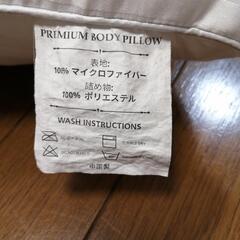 PRIMIUM BODY PILLOW
表地:
100% マイクロファイバー
詰め物:
100% ポリエステル
WASH INSTRUCTIONS
中国製